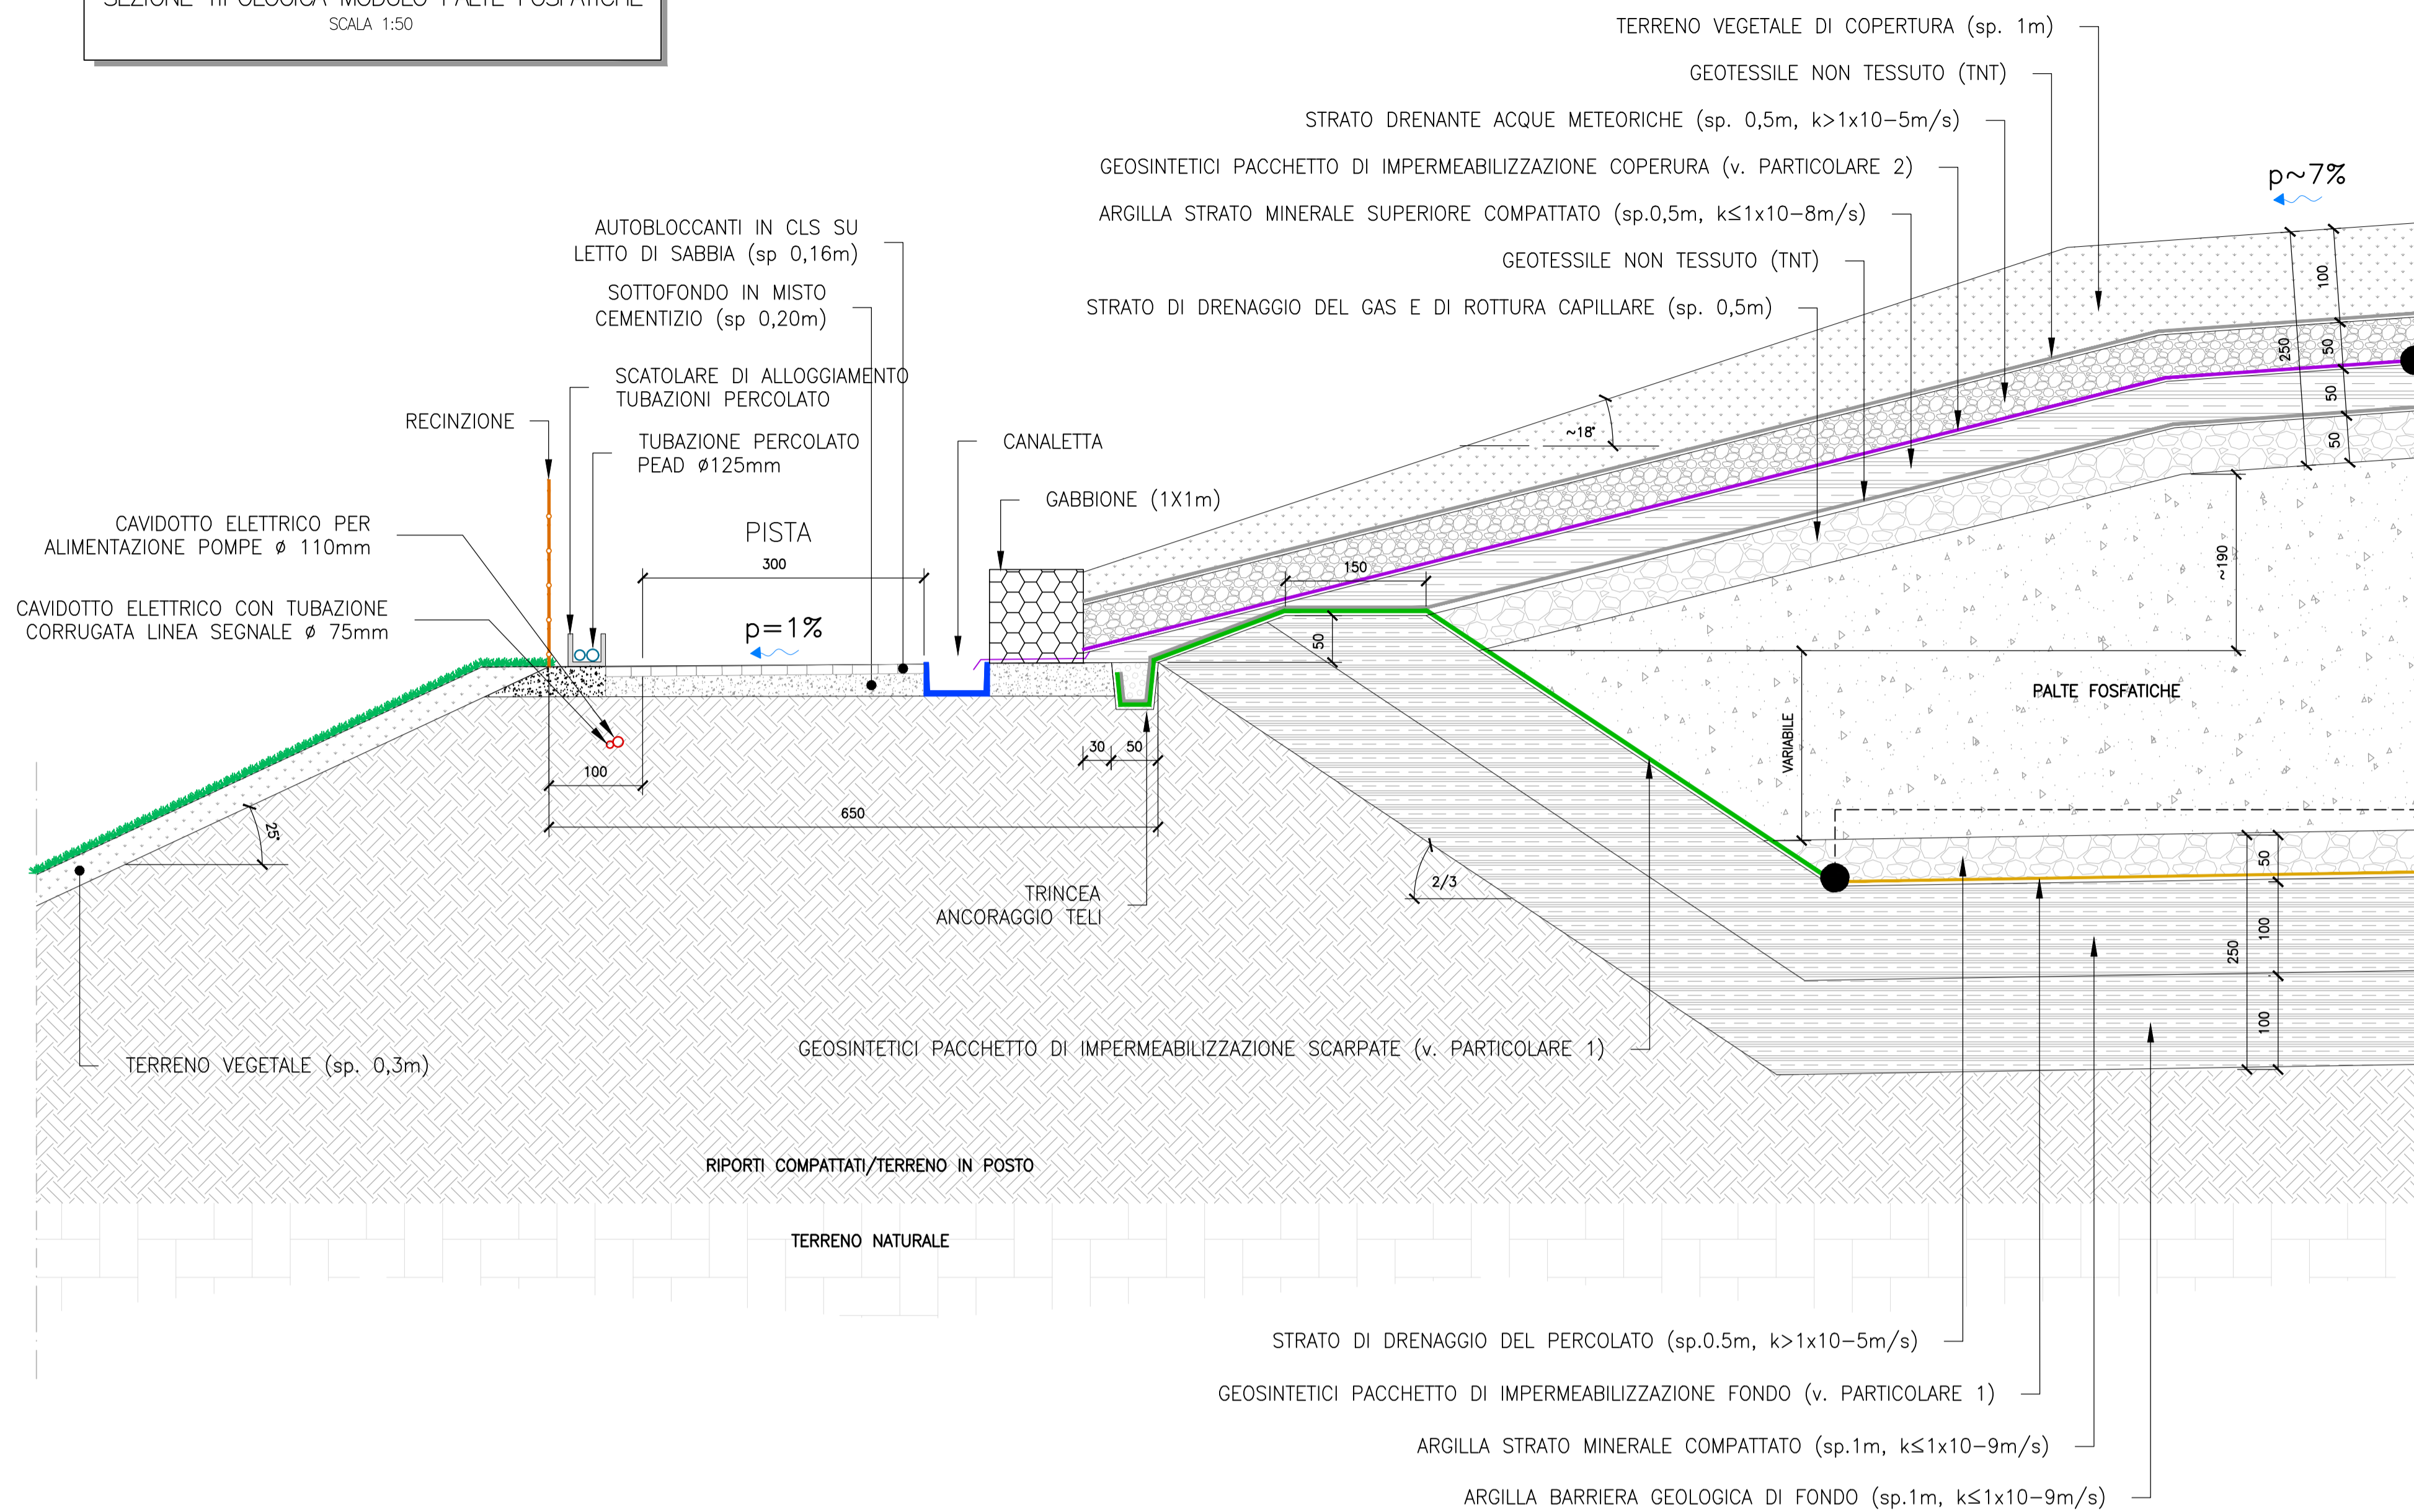 SEZIONE TIPOLOGICA MODULO PALTE FOSFATICHE
SCALA 1:50
TERRENO VEGETALE DI COPERTURA (sp. 1m)
GEOTESSILE NON TESSUTO (TNT)
STRATO DRENANTE ACQUE METEORICHE (sp. 0,5m, k>1x10-5m/s)
GEOSINTETICI PACCHETTO DI IMPERMEABILIZZAZIONE COPERURA (v. PARTICOLARE 2)
ARGILLA STRATO MINERALE SUPERIORE COMPATTATO (sp.0,5m, k≤1x10-8m/s)
GEOTESSILE NON TESSUTO (TNT)
STRATO DI DRENAGGIO DEL GAS E DI ROTTURA CAPILLARE (sp. 0,5m)
p~7%
100
250
50
50
50
~18°
~190
AUTOBLOCCANTI IN CLS SU
LETTO DI SABBIA (sp 0,16m)
SOTTOFONDO IN MISTO
CEMENTIZIO (sp 0,20m)
SCATOLARE DI ALLOGGIAMENTO
TUBAZIONI PERCOLATO
RECINZIONE
TUBAZIONE PERCOLATO
PEAD ø125mm
CANALETTA
GABBIONE (1X1m)
CAVIDOTTO ELETTRICO PER
ALIMENTAZIONE POMPE ø 110mm
PISTA
300
150
CAVIDOTTO ELETTRICO CON TUBAZIONE
CORRUGATA LINEA SEGNALE ø 75mm
p=1%
50
PALTE FOSFATICHE
VARIABILE
30
50
100
650
25°
2/3
TRINCEA
ANCORAGGIO TELI
50
100
250
100
GEOSINTETICI PACCHETTO DI IMPERMEABILIZZAZIONE SCARPATE (v. PARTICOLARE 1)
TERRENO VEGETALE (sp. 0,3m)
RIPORTI COMPATTATI/TERRENO IN POSTO
TERRENO NATURALE
STRATO DI DRENAGGIO DEL PERCOLATO (sp.0.5m, k>1x10-5m/s)
GEOSINTETICI PACCHETTO DI IMPERMEABILIZZAZIONE FONDO (v. PARTICOLARE 1)
ARGILLA STRATO MINERALE COMPATTATO (sp.1m, k≤1x10-9m/s)
ARGILLA BARRIERA GEOLOGICA DI FONDO (sp.1m, k≤1x10-9m/s)